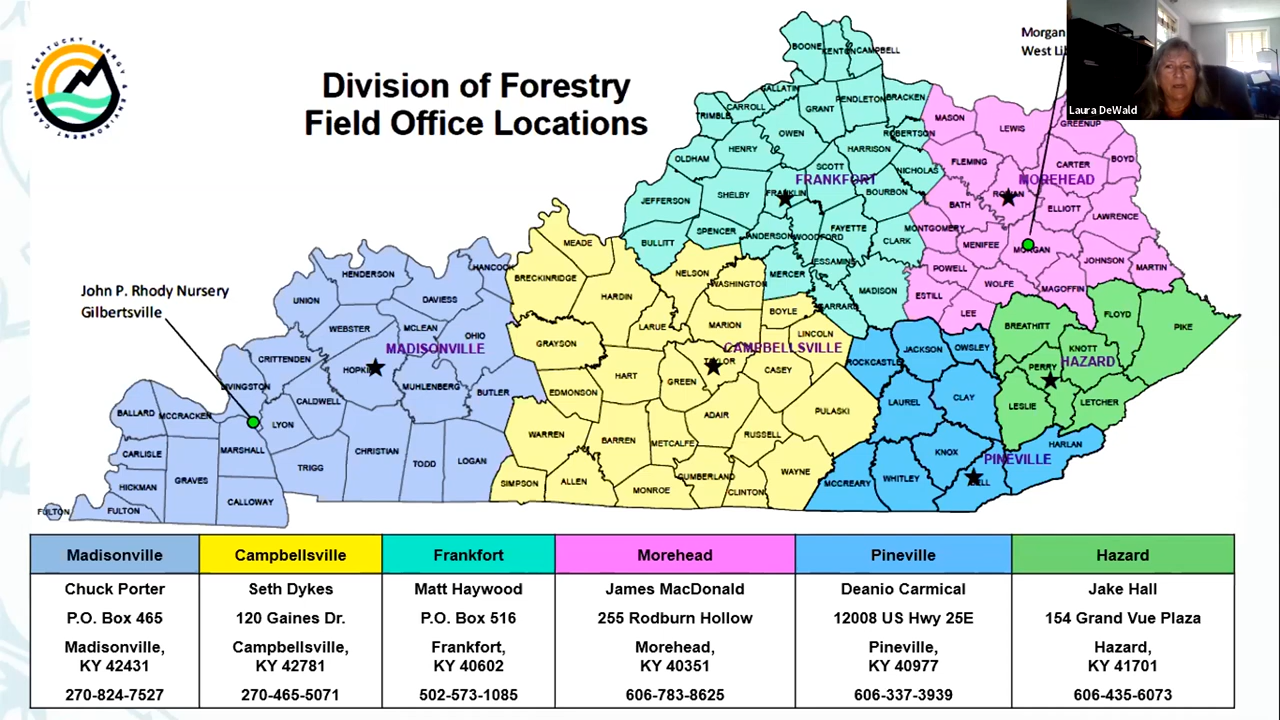 KENTUCKY ENERGY
& ENVIRONMENT CABINET
Division of Forestry
Field Office Locations
Morgan
West
Laura DeWald
John P. Rhody Nursery
Gilbertsville
BOONE
KENTON
CAMPBELL
GALLATIN
CARROLL
TRIMBLE
GRANT
PENDLETON
BRACKEN
OWEN
ROBERTSON
HENRY
HARRISON
OLDHAM
SCOTT
NICHOLAS
FRANKFORT
FRANKLIN
SHELBY
BOURBON
JEFFERSON
SPENCER
BULLITT
ANDERSON
WOODFORD
FAYETTE
CLARK
MERCER
MADISON
MASON
LEWIS
GREENUP
FLEMING
CARTER
BOYD
MOREHEAD
ROWAN
BATH
ELLIOTT
LAWRENCE
MONTGOMERY
MENIFEE
MORGAN
JOHNSON
MARTIN
POWELL
WOLFE
MAGOFFIN
ESTILL
LEE
MEADE
BRECKINRIDGE
NELSON
WASHINGTON
HARDIN
LARUE
MARION
BOYLE
LINCOLN
GRAYSON
CAMPBELLSVILLE
HART
GREEN
CASEY
EDMONSON
ADAIR
PULASKI
WARREN
BARREN
METCALFE
RUSSELL
SIMPSON
ALLEN
MONROE
CUMBERLAND
CLINTON
WAYNE
HANCOCK
HENDERSON
UNION
DAVIESS
WEBSTER
MCLEAN
OHIO
CRITTENDEN
MADISONVILLE
LIVINGSTON
MUHLENBERG
BUTLER
CALDWELL
BALLARD
MCCRACKEN
LYON
MARSHALL
CARLISLE
CHRISTIAN
TRIGG
TODD
LOGAN
HICKMAN
GRAVES
CALLOWAY
FULTON
FULTON
ROCKCASTLE
JACKSON
OWSLEY
LAUREL
CLAY
KNOX
HARLAN
PINEVILLE
MCCREARY
WHITLEY
BREATHITT
FLOYD
PIKE
KNOTT
PERRY
HAZARD
LESLIE
LETCHER
Madisonville Campbellsville Frankfort Morehead Pineville Hazard
Chuck Porter Seth Dykes Matt Haywood James MacDonald Deanio Carmical Jake Hall
P.O. Box 465 120 Gaines Dr. P.O. Box 516 255 Rodburn Hollow 12008 US Hwy 25E 154 Grand Vue Plaza
Madisonville, Campbellsville, Frankfort, Morehead, Pineville, Hazard,
KY 42431 KY 42781 KY 40602 KY 40351 KY 40977 KY 41701
270-824-7527 270-465-5071 502-573-1085 606-783-8625 606-337-3939 606-435-6073